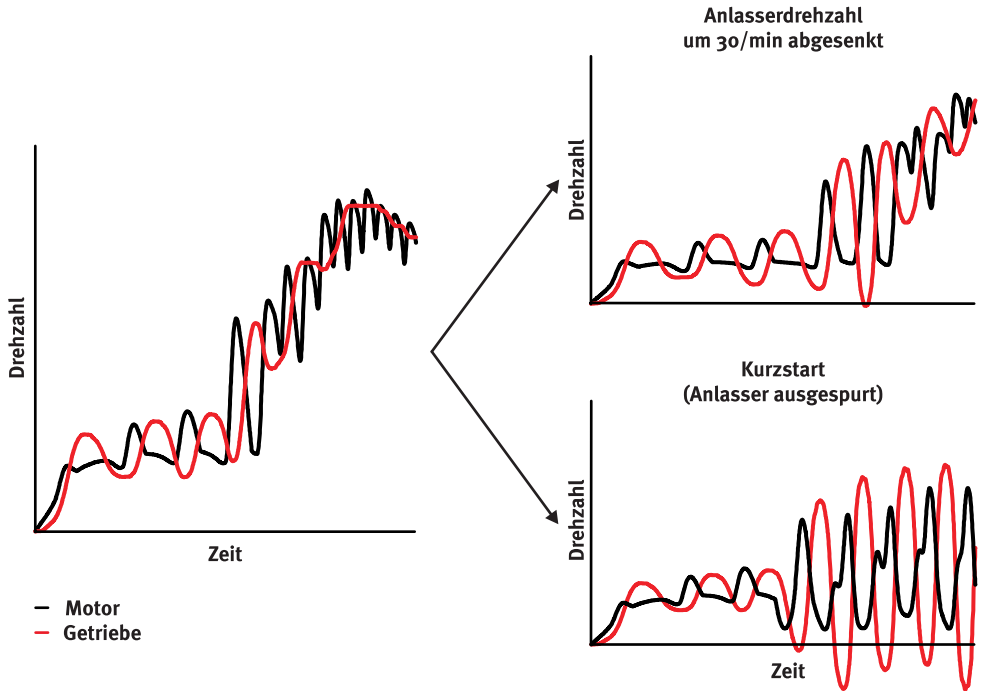 Drehzahl
Zeit
Motor
Getriebe
Anlasserdrehzahl
um 30/min abgesenkt
Drehzahl
Kurzstart
(Anlasser ausgespurt)
Drehzahl
Zeit